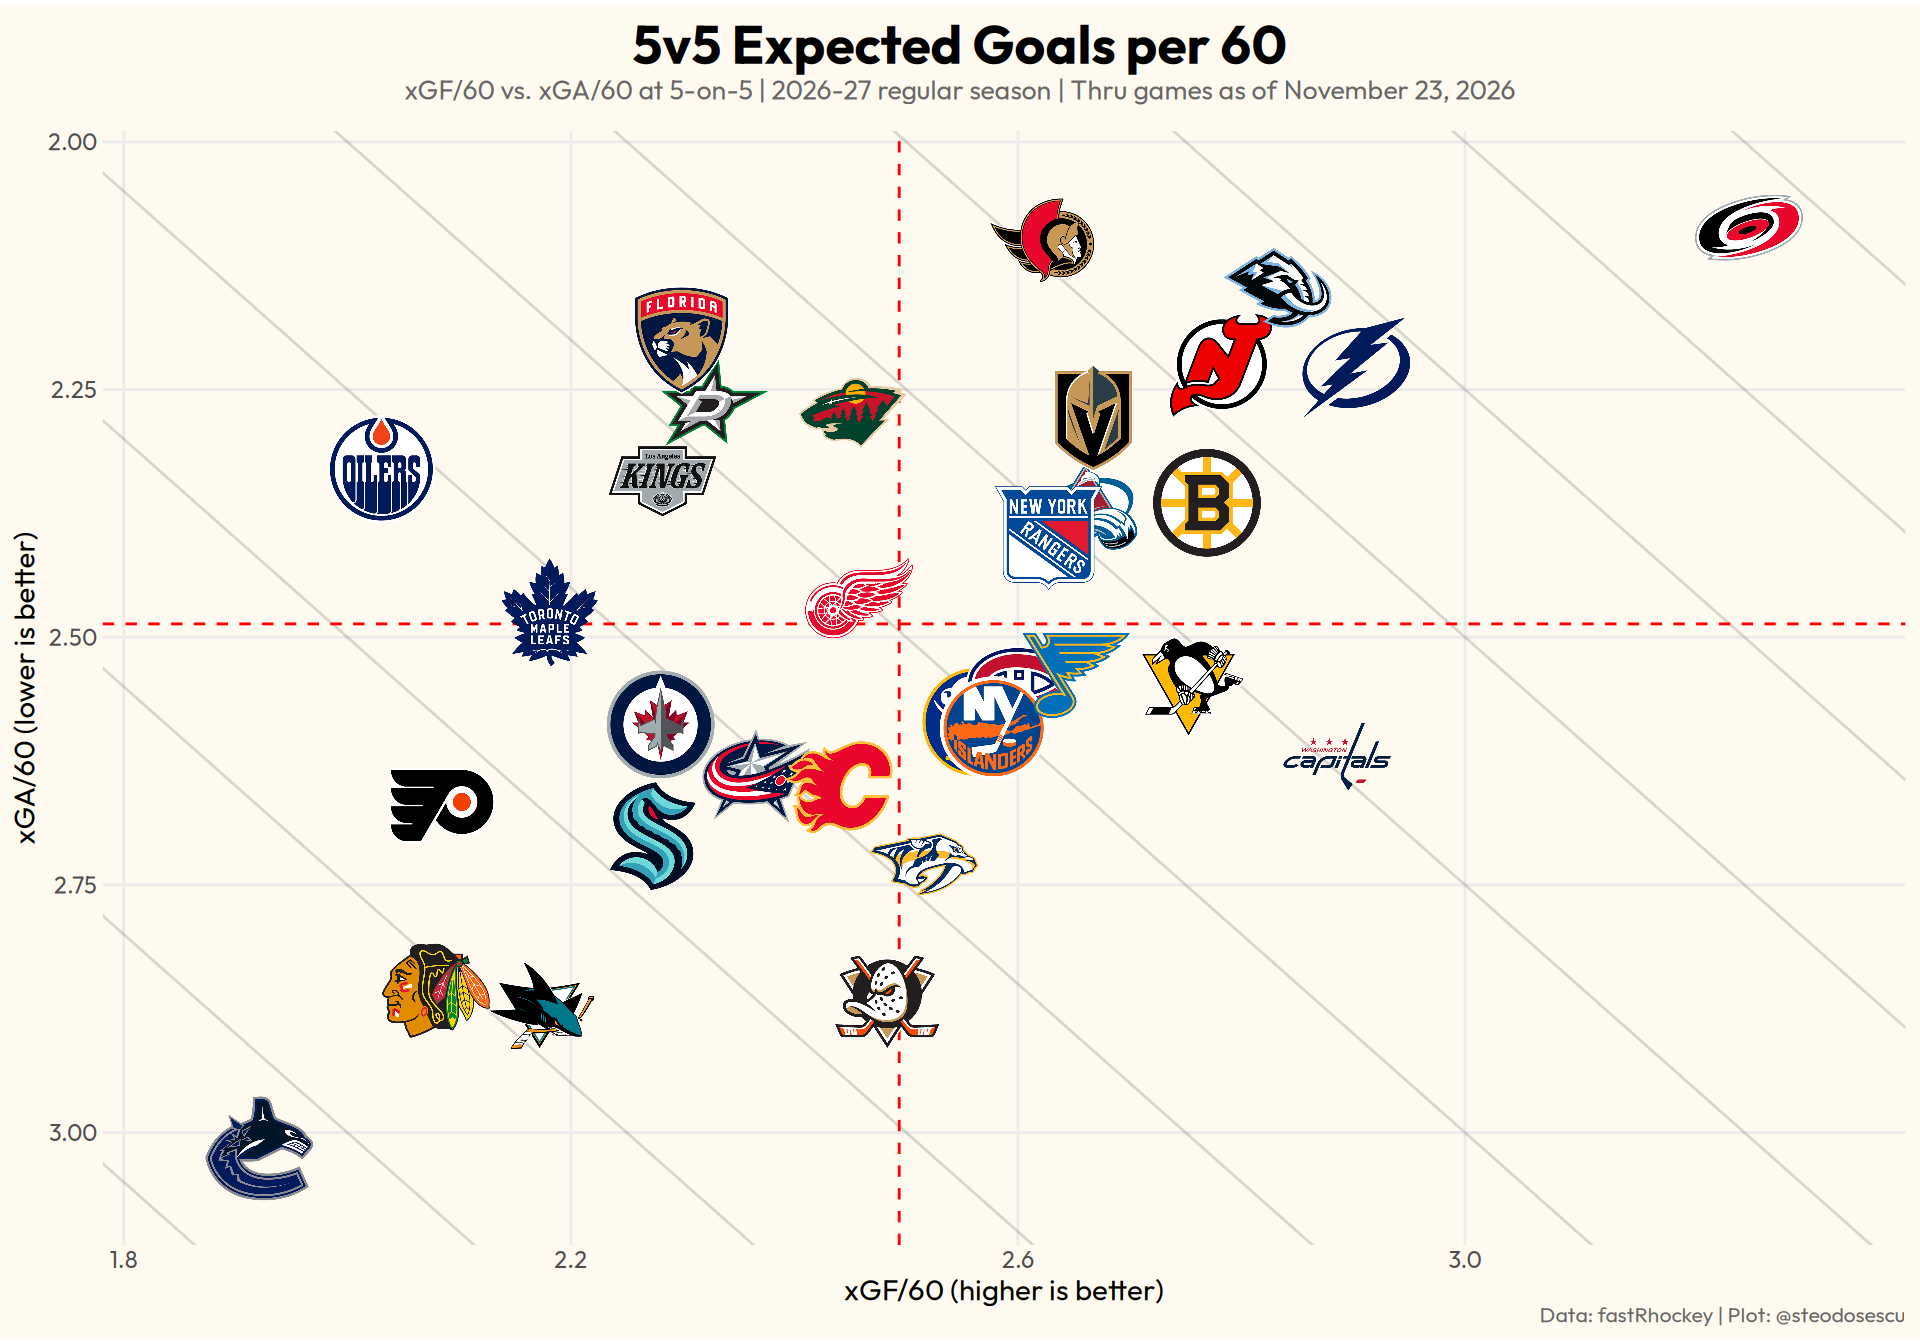 5v5 Expected Goals per 60
xGF/60 vs. xGA/60 at 5-on-5 | 2026-27 regular season | Thru games as of November 23, 2026
2.00
2.25
2.50
2.75
3.00
xGA/60 (lower is better)
FLORIDA
D
OILERS
Los Angeles
KINGS
NEW YORK
RANGERS
B
TORONTO
MAPLE
LEAFS
NY
ISLANDERS
WASHINGTON
capitals
C
1.8
2.2
2.6
3.0
xGF/60 (higher is better)
Data: fastRhockey | Plot: @steodosescu